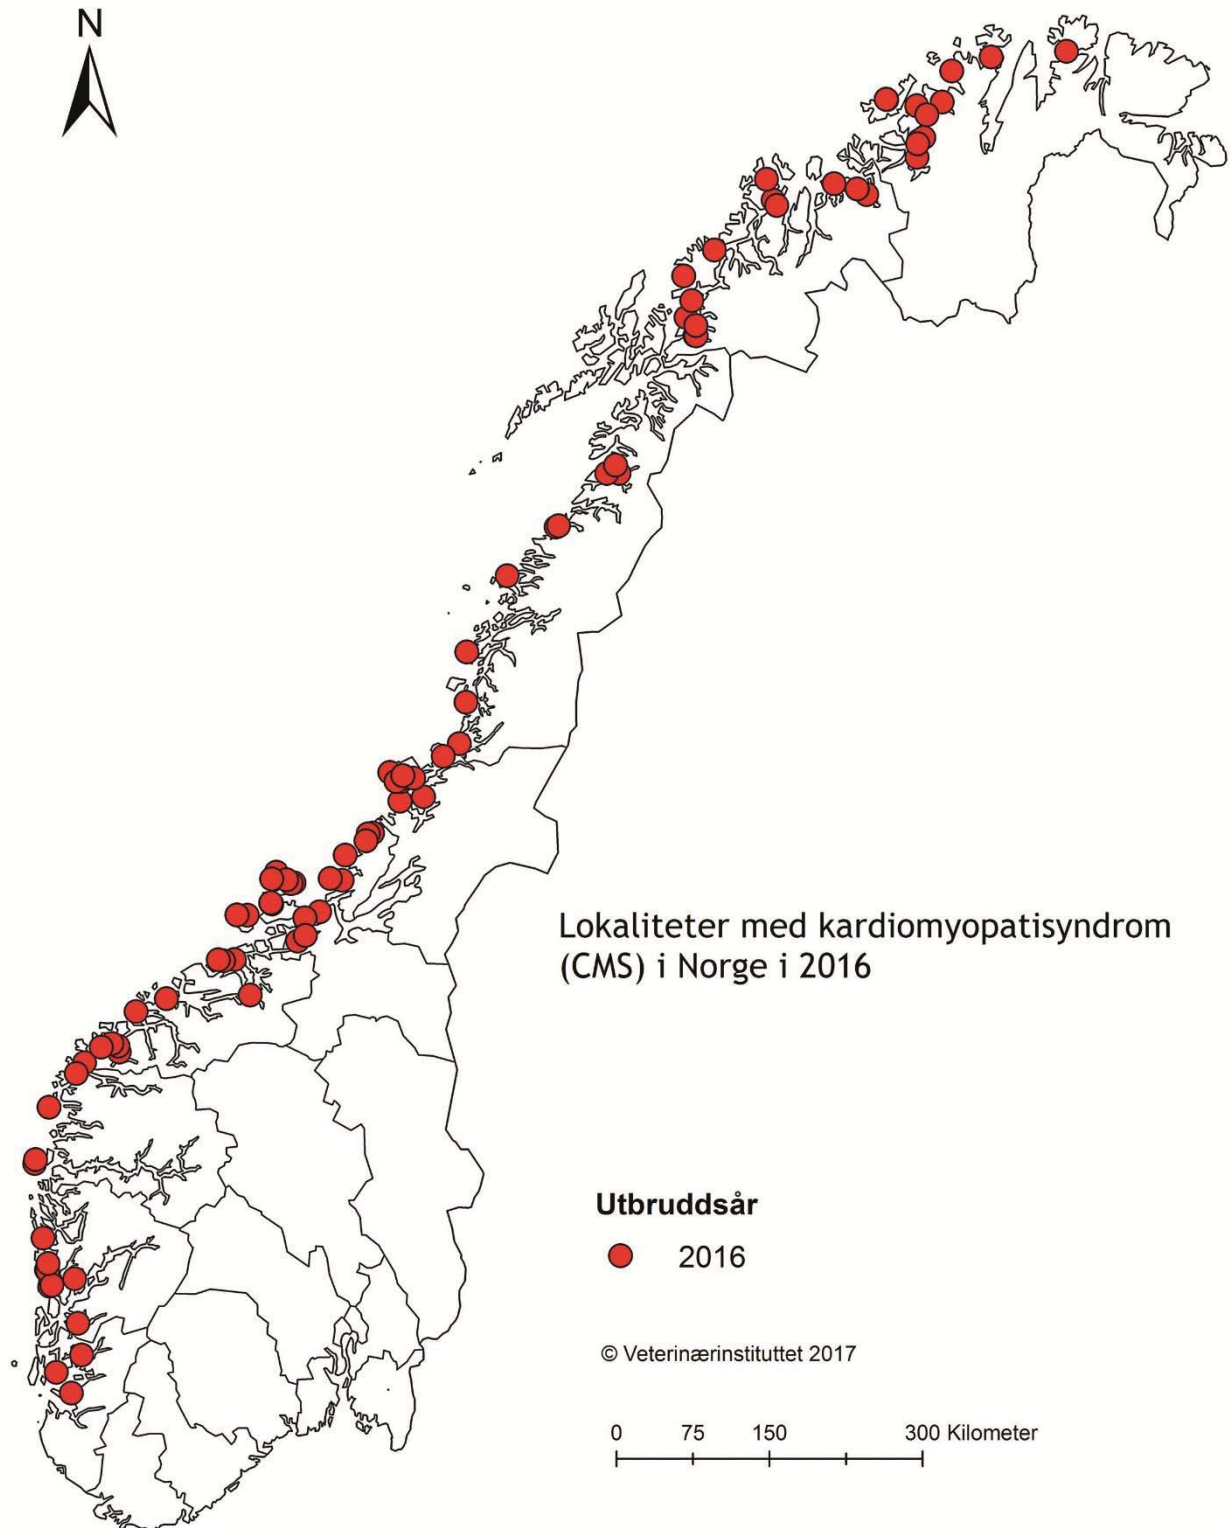 N
Lokaliteter med kardiomyopatisyndrom
(CMS) i Norge i 2016
Utbruddsår
2016
© Veterinærinstituttet 2017
0 75 150 300 Kilometer